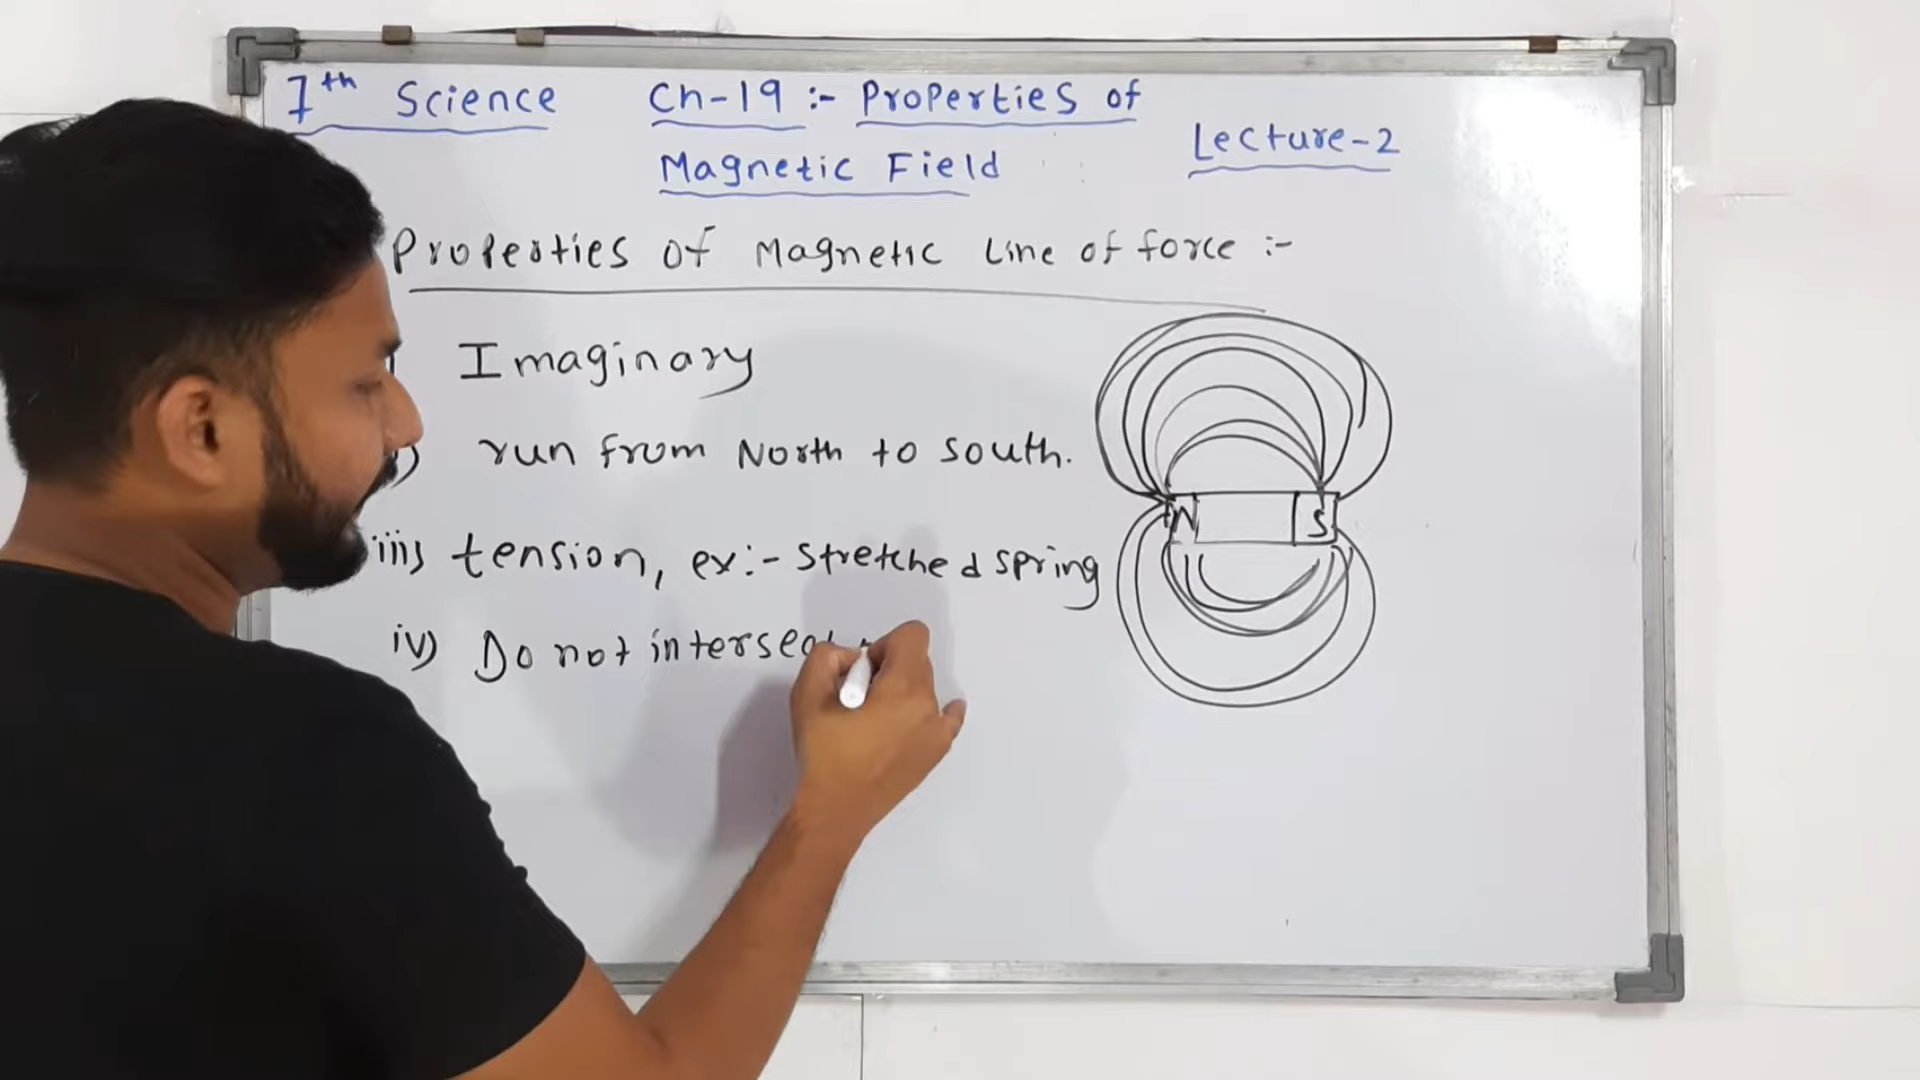 7th Science
Ch-19 :- Properties of
Magnetic Field
Lecture-2
Properties of Magnetic Line of force :-
Imaginary
run from North to south.
iii) tension, ex:- Stretched spring
iv) Do not intersect
N
S